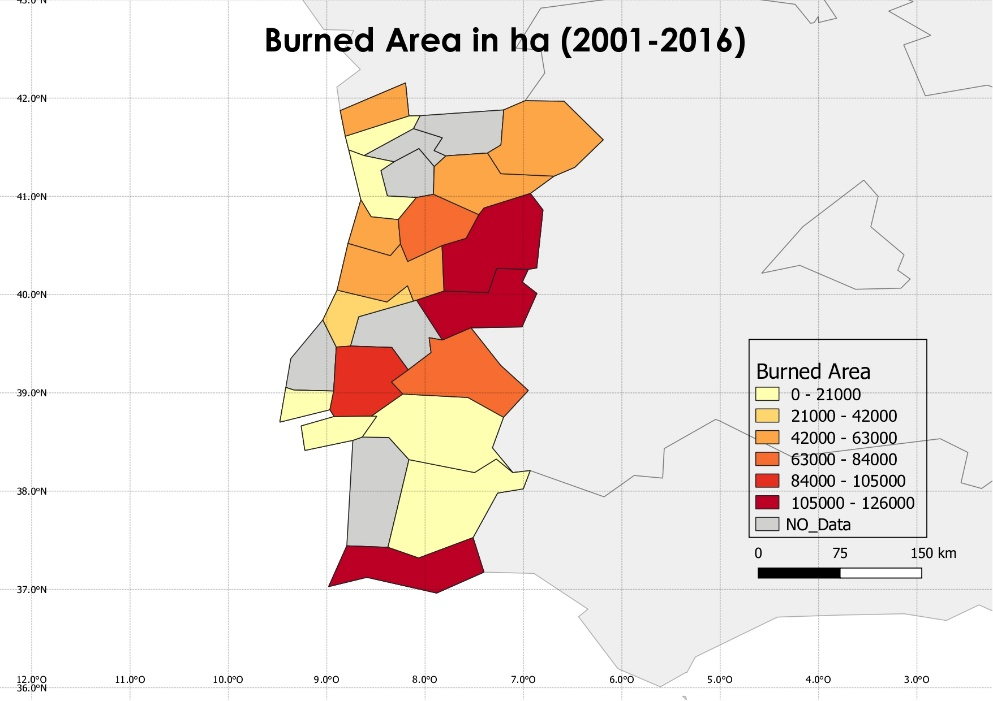 43.0°N
Burned Area in ha (2001-2016)
42.0°N
41.0°N
40.0°N
39.0°N
38.0°N
37.0°N
36.0°N
Burned Area
0 - 21000
21000 - 42000
42000 - 63000
63000 - 84000
84000 - 105000
105000 - 126000
NO_Data
0 75 150 km
12.0°O 11.0°O 10.0°O 9.0°O 8.0°O 7.0°O 6.0°O 5.0°O 4.0°O 3.0°O